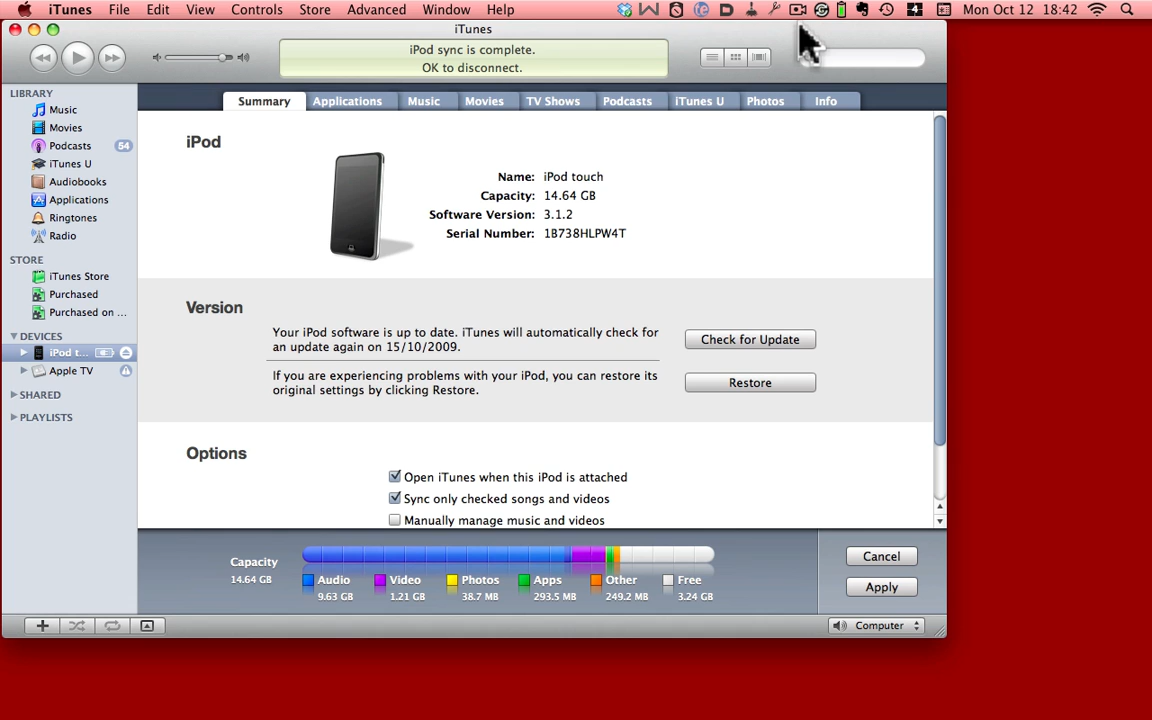 iTunes File Edit View Controls Store Advanced Window Help 4 Mon Oct 12 18:42
iTunes
iPod sync is complete.
OK to disconnect.
LIBRARY
Music
Movies
Podcasts 54
iTunes U
Audiobooks
Applications
Ringtones
Radio
STORE
iTunes Store
Purchased
Purchased on ...
DEVICES
iPod t...
Apple TV
SHARED
PLAYLISTS
Summary Applications Music Movies TV Shows Podcasts iTunes U Photos Info
iPod
Name: iPod touch
Capacity: 14.64 GB
Software Version: 3.1.2
Serial Number: 1B738HLPW4T
Version
Your iPod software is up to date. iTunes will automatically check for
an update again on 15/10/2009.
Check for Update
If you are experiencing problems with your iPod, you can restore its
original settings by clicking Restore.
Restore
Options
Open iTunes when this iPod is attached
Sync only checked songs and videos
Manually manage music and videos
Capacity
14.64 GB
Audio Video Photos Apps Other Free
9.63 GB 1.21 GB 38.7 MB 293.5 MB 249.2 MB 3.24 GB
Cancel
Apply
Computer